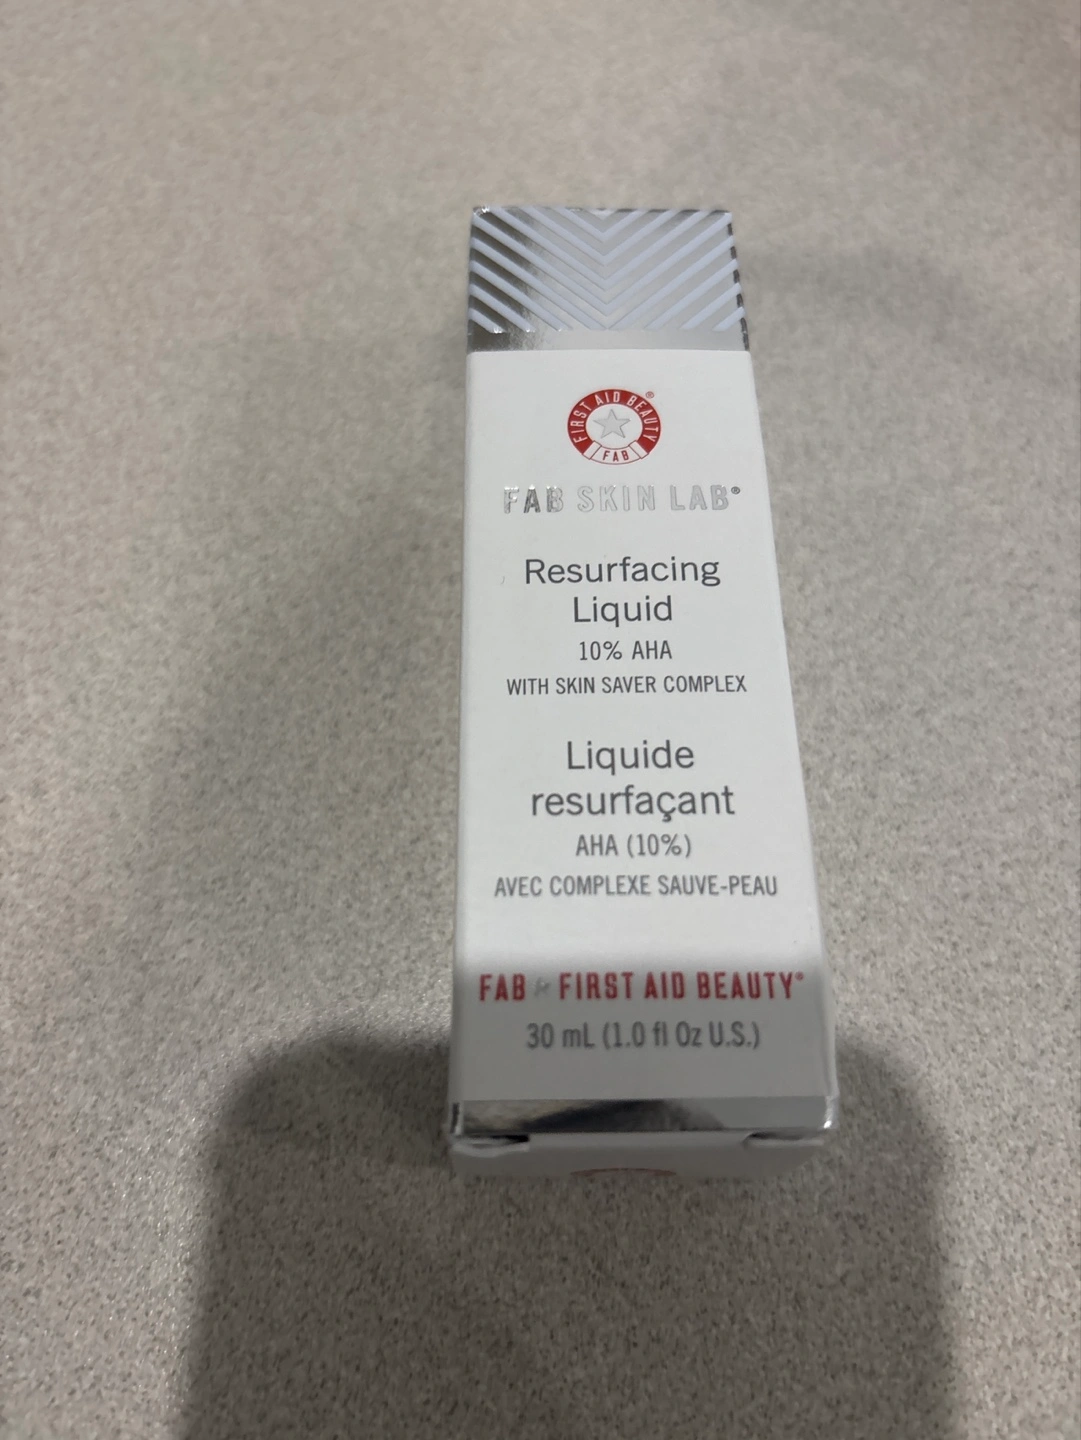 FIRST AID BEAUTY®
FAB
FAB SKIN LAB®
Resurfacing
Liquid
10% AHA
WITH SKIN SAVER COMPLEX
Liquide
resurfaçant
AHA (10%)
AVEC COMPLEXE SAUVE-PEAU
FAB FIRST AID BEAUTY®
30 mL (1.0 fl Oz U.S.)